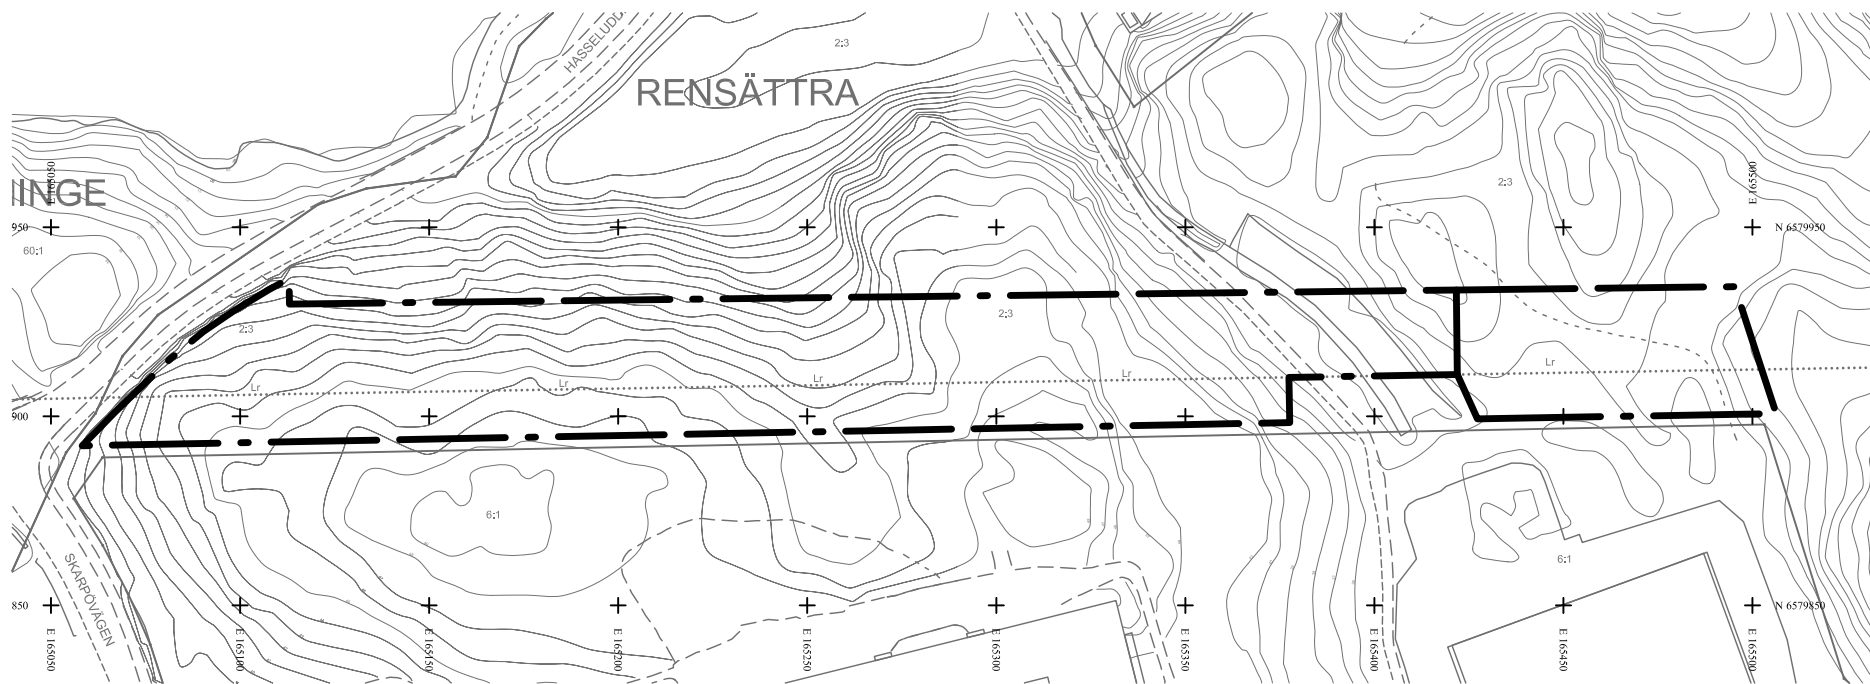 HASSELUDD
2:3
RENSÄTTRA
INGE
E 165050
E 165500
2:3
950
N 6579950
60:1
2:3
2:3
Lr
Lr
Lr
Lr
Lr
900
6:1
6:1
SKARPÖVÄGEN
850
N 6579850
E 165050
E 165100
E 165150
E 165200
E 165250
E 165300
E 165350
E 165400
E 165450
E 165500